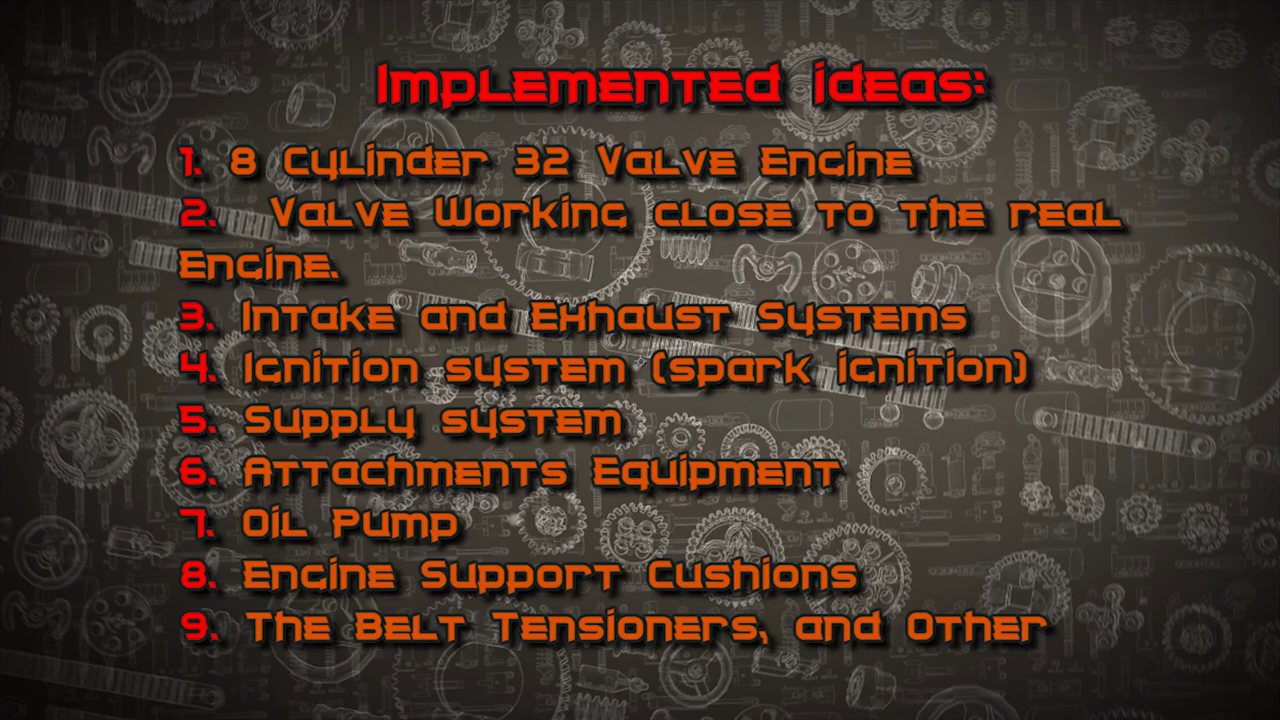 Implemented ideas:
1. 8 Cylinder 32 Valve Engine
2. Valve Working close to the real
Engine.
3. Intake and Exhaust Systems
4. Ignition system (spark ignition)
5. Supply system
6. Attachments Equipment
7. Oil Pump
8. Engine Support Cushions
9. The Belt Tensioners, and Other